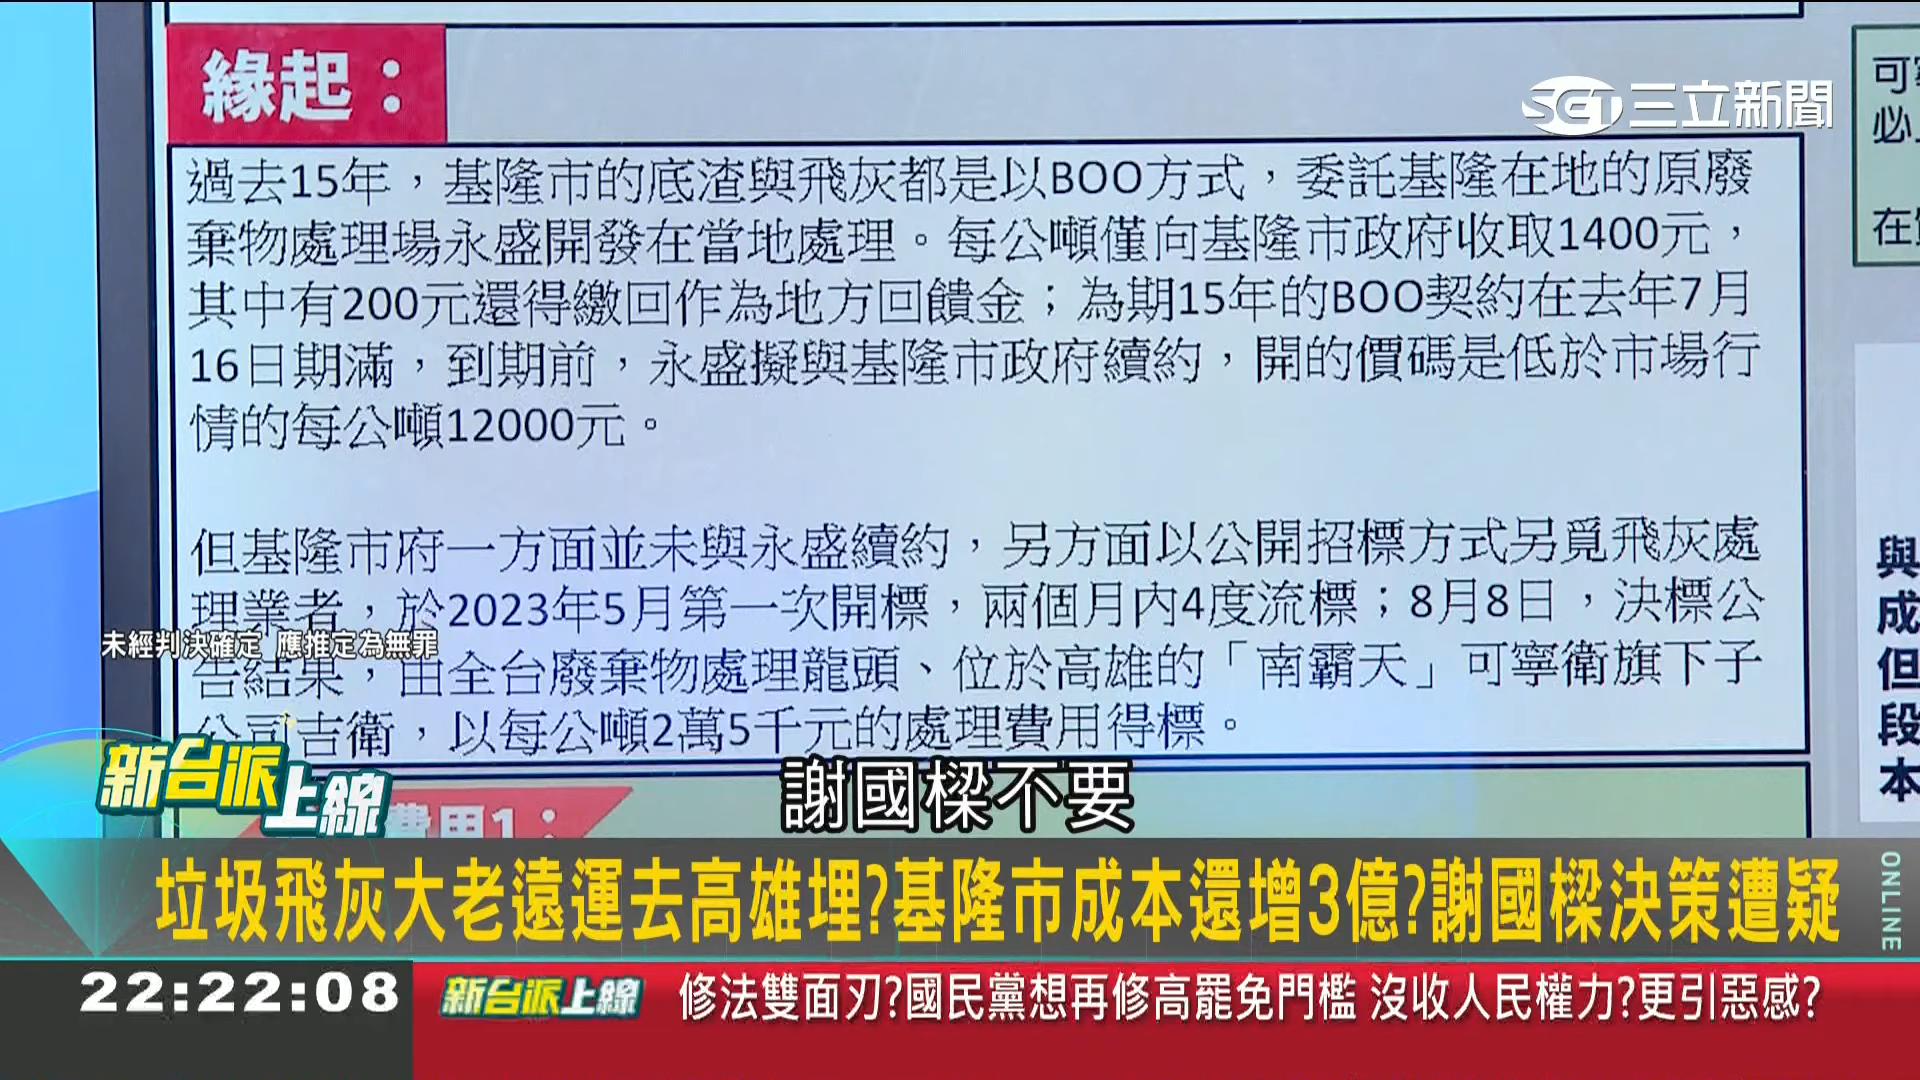 緣起：
SET三立新聞
過去15年，基隆市的底渣與飛灰都是以BOO方式，委託基隆在地的原廢
棄物處理場永盛開發在當地處理。每公噸僅向基隆市政府收取1400元，
其中有200元還得繳回作為地方回饋金；為期15年的BOO契約在去年7月
16日期滿，到期前，永盛擬與基隆市政府續約，開的價碼是低於市場行
情的每公噸12000元。
但基隆市府一方面並未與永盛續約，另方面以公開招標方式另覓飛灰處
理業者，於2023年5月第一次開標，兩個月內4度流標；8月8日，決標公
告結果，由全台廢棄物處理龍頭、位於高雄的「南霸天」可寧衛旗下子
公司吉衛，以每公噸2萬5千元的處理費用得標。
未經判決確定 應推定為無罪
可寧
必
在
與
成
但
段
本
費用1：
新台派上線
謝國樑不要
垃圾飛灰大老遠運去高雄埋?基隆市成本還增3億?謝國樑決策遭疑
ONLINE
22:22:08
新台派上線
修法雙面刃?國民黨想再修高罷免門檻 沒收人民權力?更引惡感?